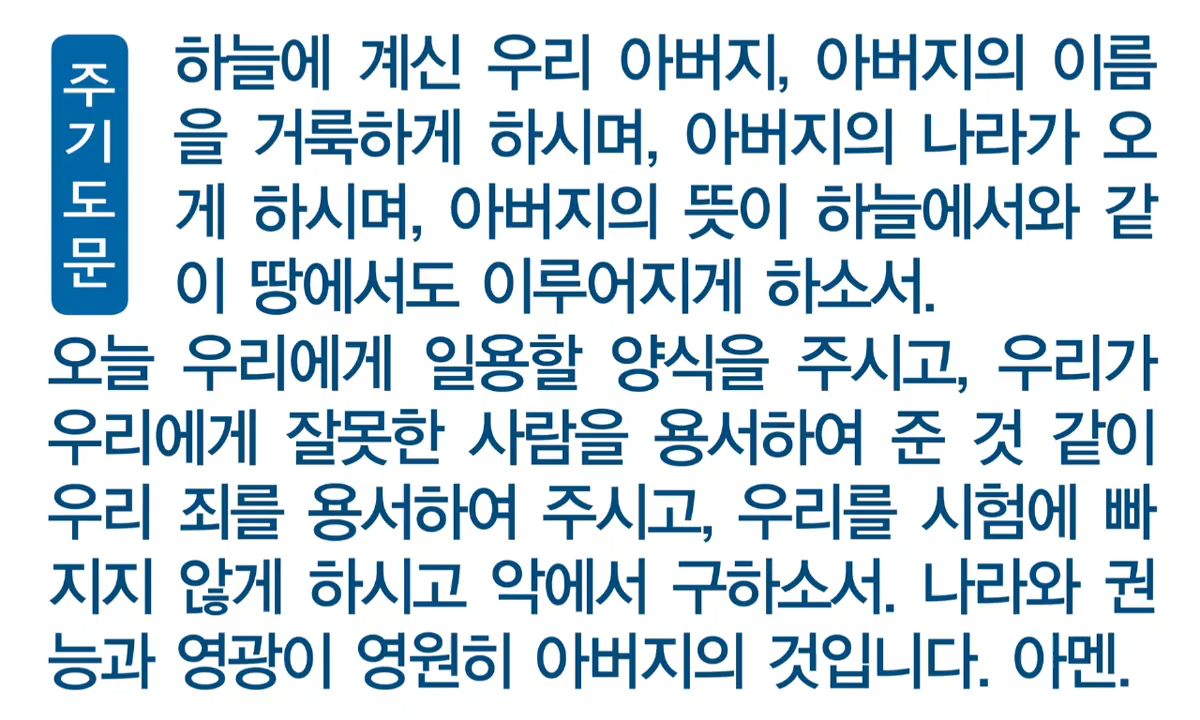 주기도문
하늘에 계신 우리 아버지, 아버지의 이름
을 거룩하게 하시며, 아버지의 나라가 오
게 하시며, 아버지의 뜻이 하늘에서와 같
이 땅에서도 이루어지게 하소서.
오늘 우리에게 일용할 양식을 주시고, 우리가
우리에게 잘못한 사람을 용서하여 준 것 같이
우리 죄를 용서하여 주시고, 우리를 시험에 빠
지지 않게 하시고 악에서 구하소서. 나라와 권
능과 영광이 영원히 아버지의 것입니다. 아멘.